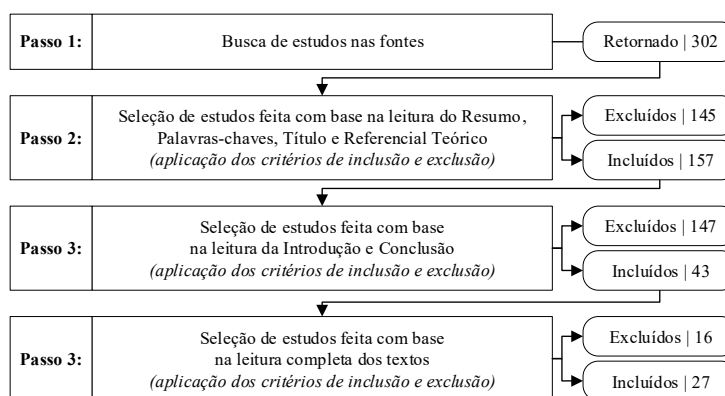 Passo 1:
Busca de estudos nas fontes
Retornado | 302
Passo 2:
Seleção de estudos feita com base na leitura do Resumo,
Palavras-chaves, Título e Referencial Teórico
(aplicação dos critérios de inclusão e exclusão)
Excluídos | 145
Incluídos | 157
Passo 3:
Seleção de estudos feita com base
na leitura da Introdução e Conclusão
(aplicação dos critérios de inclusão e exclusão)
Excluídos | 147
Incluídos | 43
Passo 3:
Seleção de estudos feita com base
na leitura completa dos textos
(aplicação dos critérios de inclusão e exclusão)
Excluídos | 16
Incluídos | 27